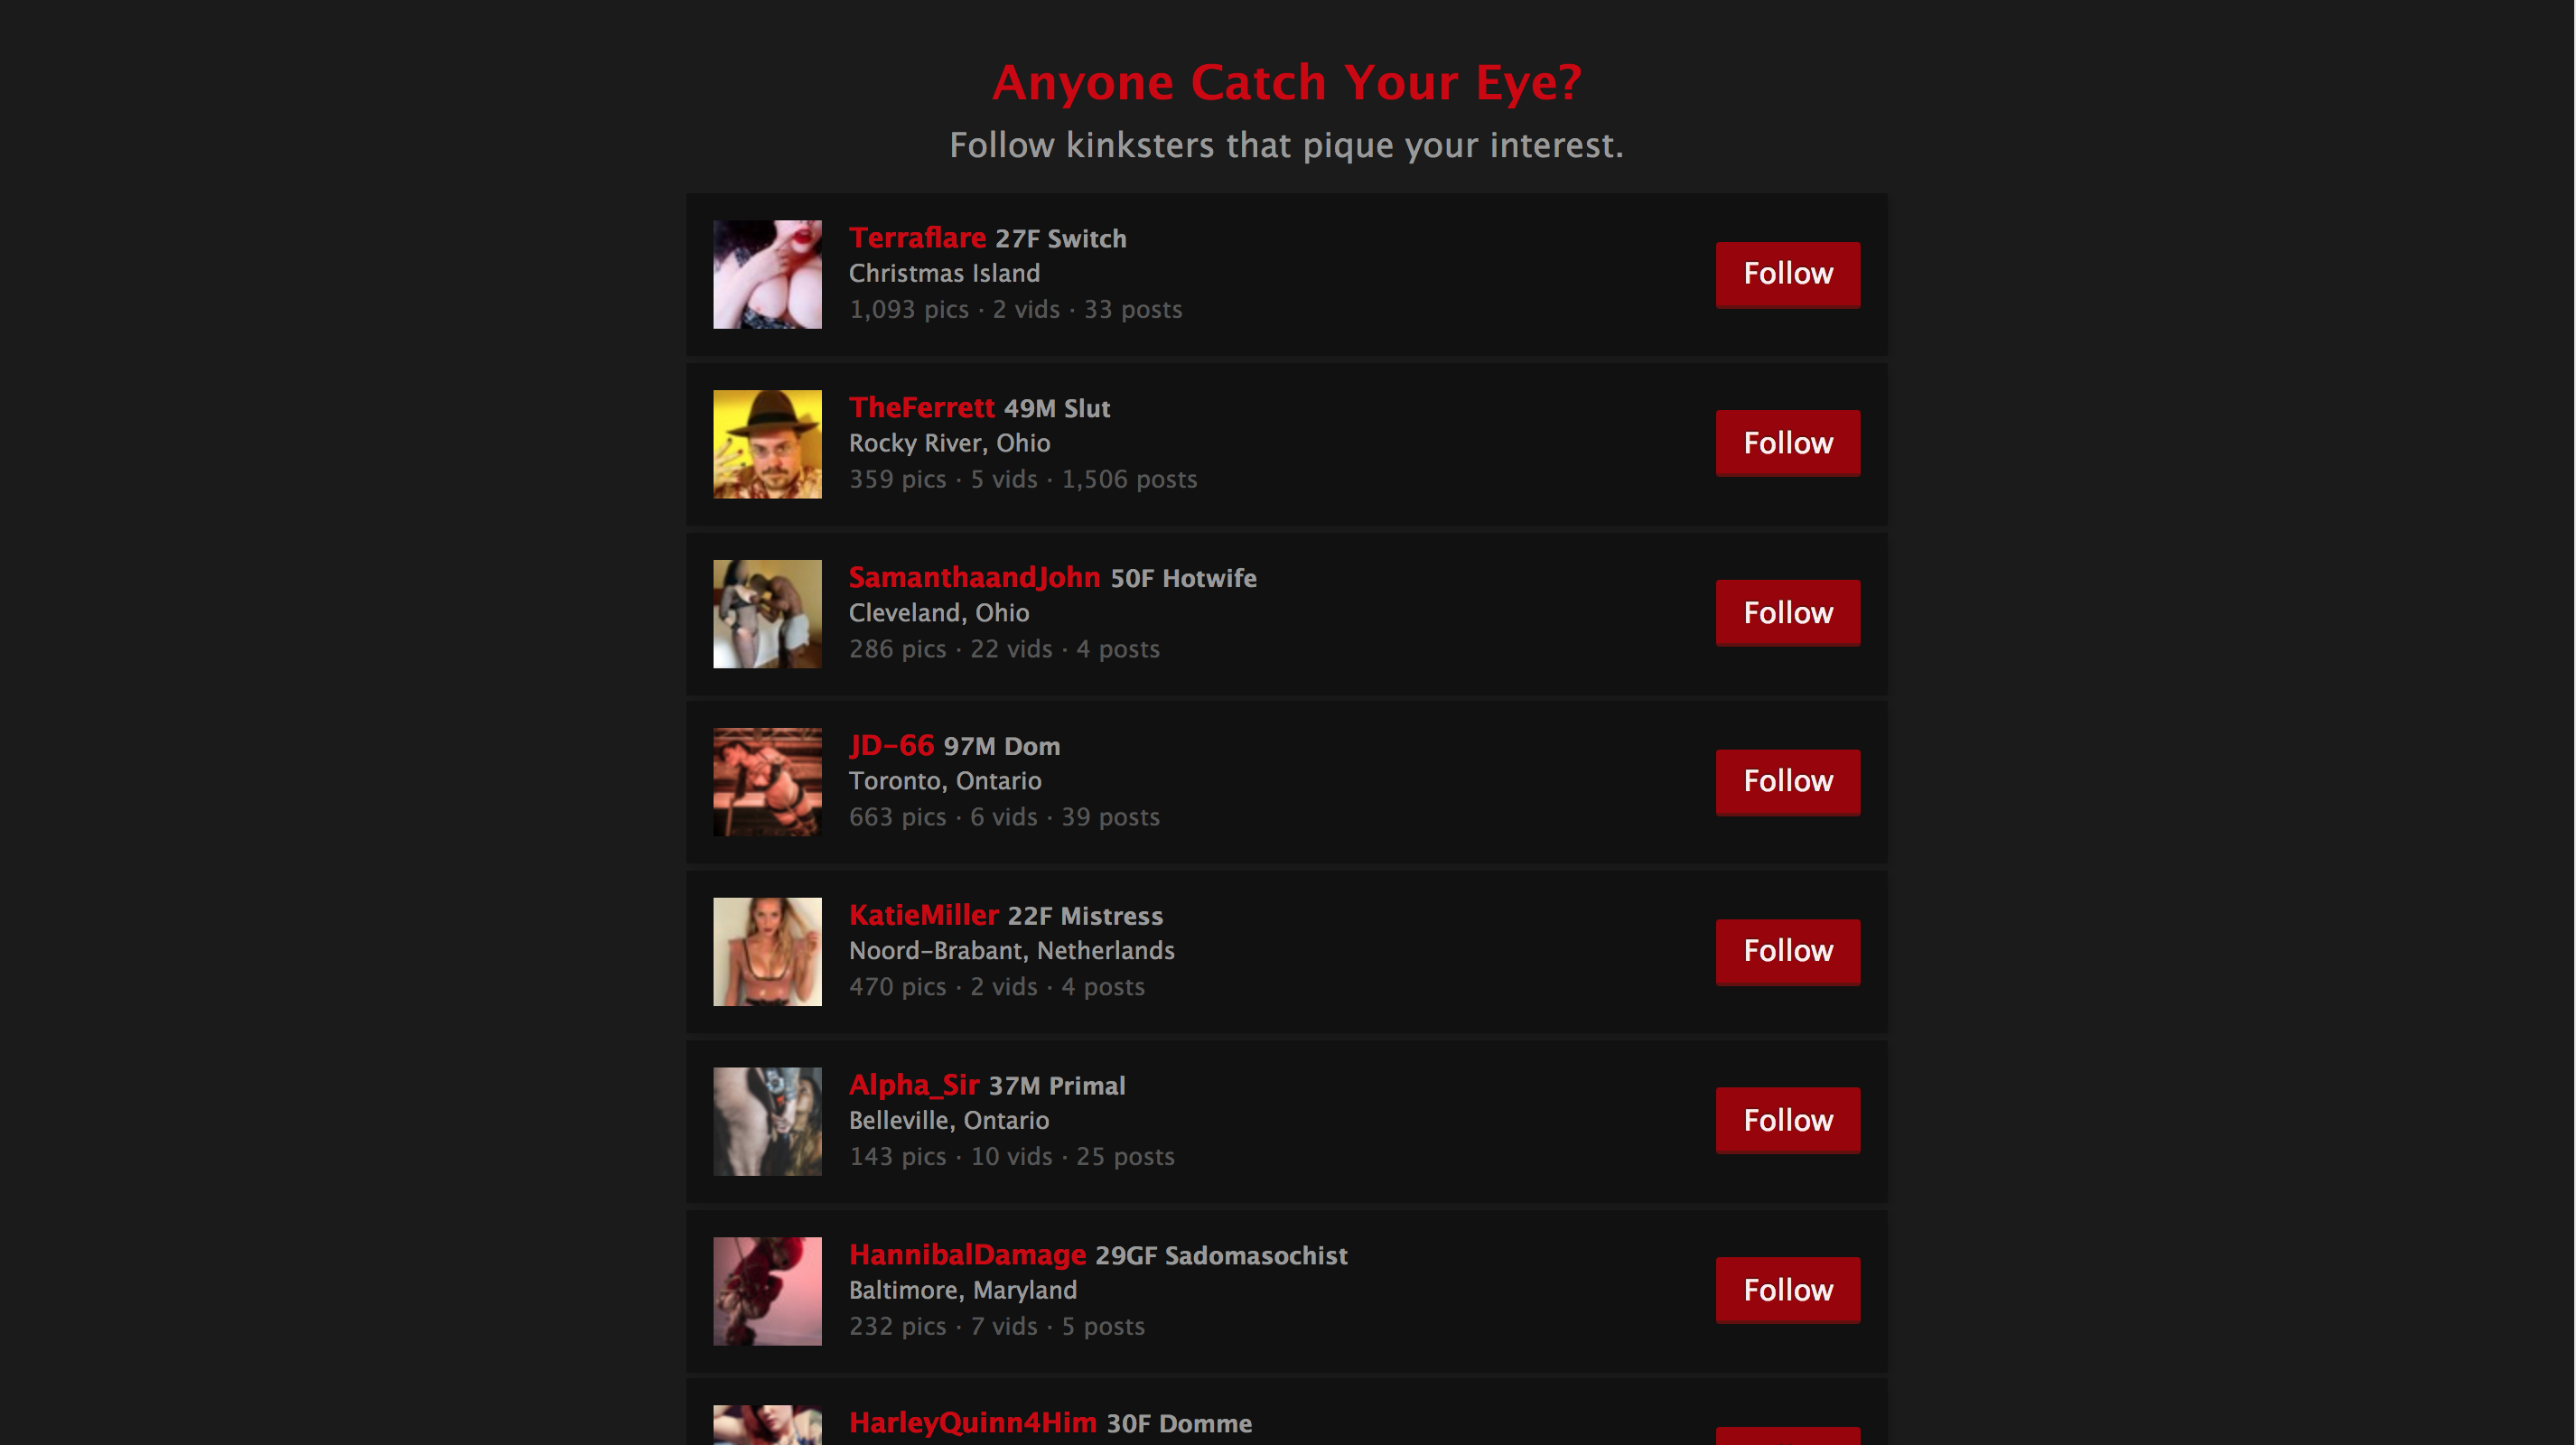 Anyone Catch Your Eye?
Follow kinksters that pique your interest.
Terraflare 27F Switch
Christmas Island
1,093 pics · 2 vids · 33 posts
Follow
TheFerrett 49M Slut
Rocky River, Ohio
359 pics · 5 vids · 1,506 posts
Follow
SamanthaandJohn 50F Hotwife
Cleveland, Ohio
286 pics · 22 vids · 4 posts
Follow
JD-66 97M Dom
Toronto, Ontario
663 pics · 6 vids · 39 posts
Follow
KatieMiller 22F Mistress
Noord-Brabant, Netherlands
470 pics · 2 vids · 4 posts
Follow
Alpha_Sir 37M Primal
Belleville, Ontario
143 pics · 10 vids · 25 posts
Follow
HannibalDamage 29GF Sadomasochist
Baltimore, Maryland
232 pics · 7 vids · 5 posts
Follow
HarleyQuinn4Him 30F Domme